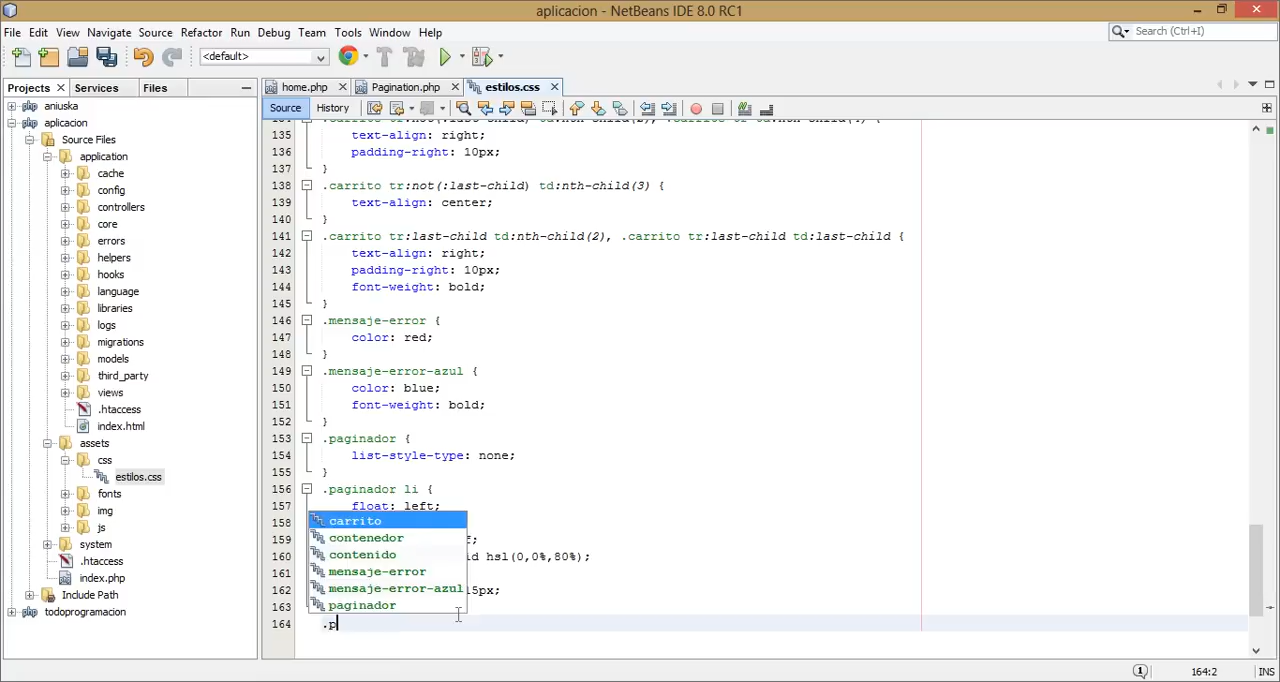 aplicacion - NetBeans IDE 8.0 RC1
File Edit View Navigate Source Refactor Run Debug Team Tools Window Help
Search (Ctrl+I)
<default>
Projects Services Files
home.php Pagination.php estilos.css
Source History
aniuska
aplicacion
Source Files
application
cache
config
controllers
core
errors
helpers
hooks
language
libraries
logs
migrations
models
third_party
views
.htaccess
index.html
assets
css
estilos.css
fonts
img
js
system
.htaccess
index.php
Include Path
todoprogramacion
135 text-align: right;
136 padding-right: 10px;
137 }
138 .carrito tr:not(:last-child) td:nth-child(3) {
139 text-align: center;
140 }
141 .carrito tr:last-child td:nth-child(2), .carrito tr:last-child td:last-child {
142 text-align: right;
143 padding-right: 10px;
144 font-weight: bold;
145 }
146 .mensaje-error {
147 color: red;
148 }
149 .mensaje-error-azul {
150 color: blue;
151 font-weight: bold;
152 }
153 .paginador {
154 list-style-type: none;
155 }
156 .paginador li {
157 float: left;
158
159 f;
160 id hsl(0,0%,80%);
161
162 15px;
163
164 .p
carrito
contenedor
contenido
mensaje-error
mensaje-error-azul
paginador
164:2 INS